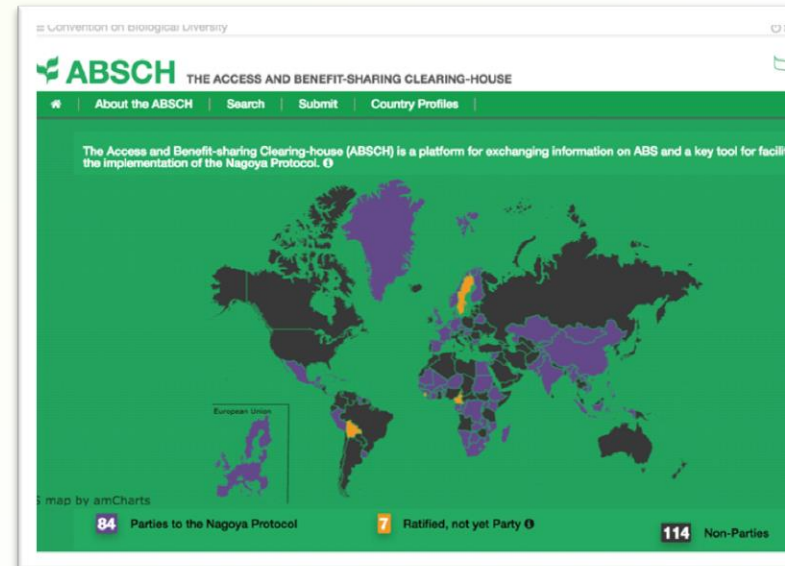 Convention on Biological Diversity
ABSCH THE ACCESS AND BENEFIT-SHARING CLEARING-HOUSE
About the ABSCH | Search | Submit | Country Profiles |
The Access and Benefit-sharing Clearing-house (ABSCH) is a platform for exchanging information on ABS and a key tool for facilit
the implementation of the Nagoya Protocol.
European Union
map by amCharts
84 Parties to the Nagoya Protocol
7 Ratified, not yet Party
114 Non-Parties